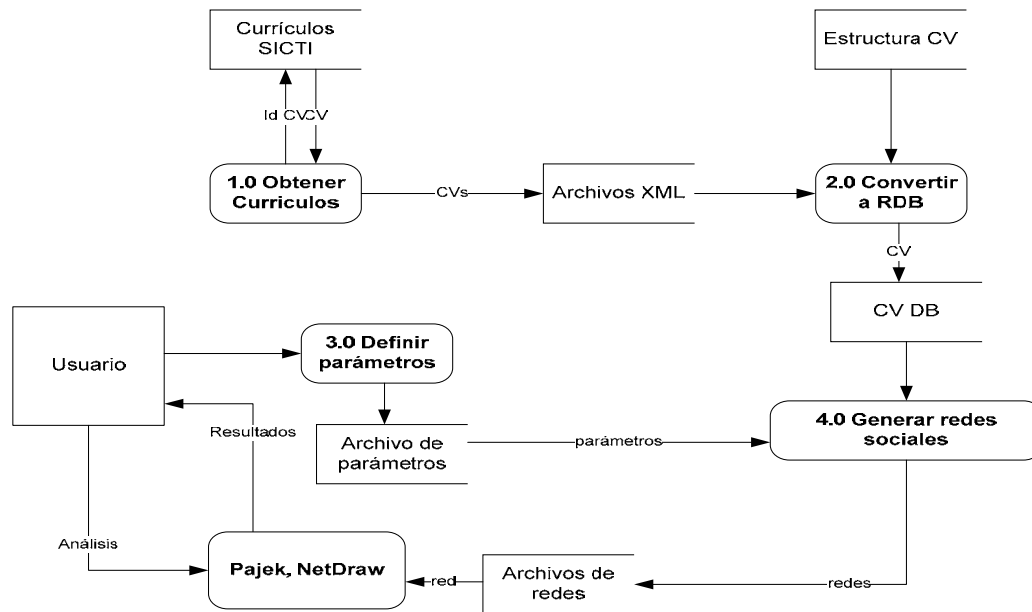 Currículos
SICTI
Estructura CV
Id CV
CV
1.0 Obtener
Curriculos
CVs
Archivos XML
2.0 Convertir
a RDB
CV
CV DB
Usuario
3.0 Definir
parámetros
Resultados
Archivo de
parámetros
parámetros
4.0 Generar redes
sociales
Análisis
Pajek, NetDraw
red
Archivos de
redes
redes